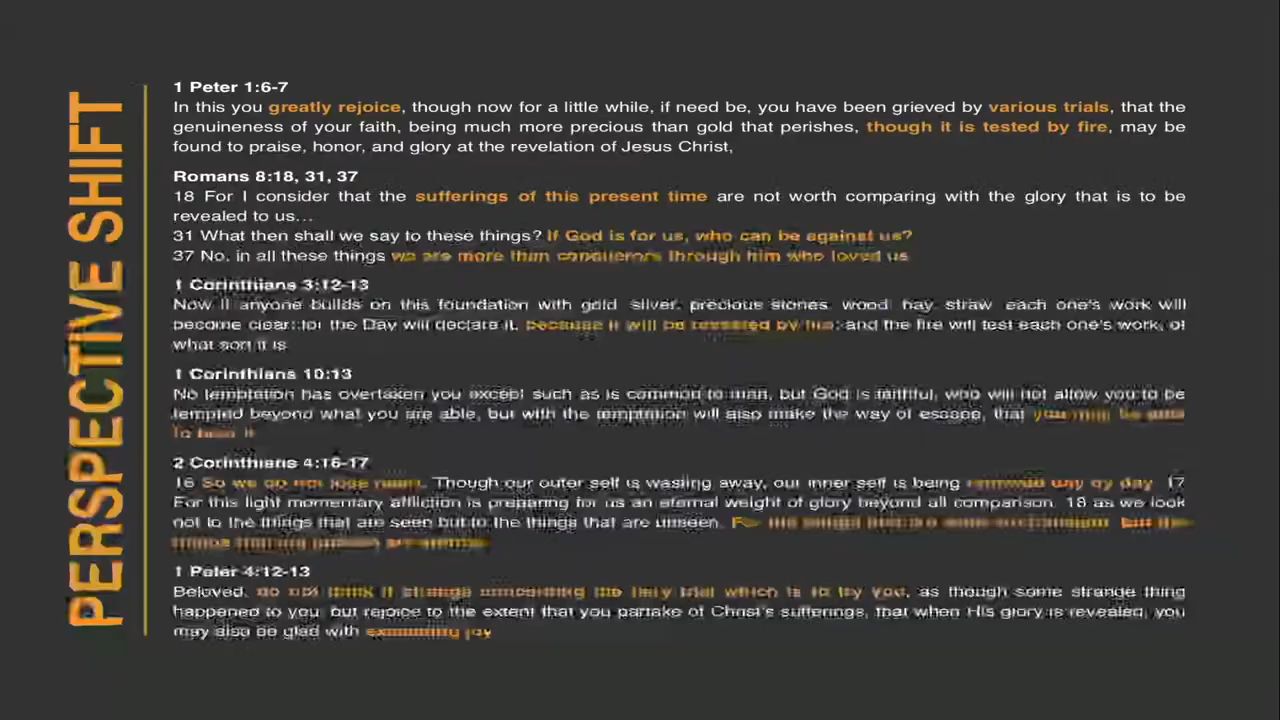 PERSPECTIVE SHIFT
1 Peter 1:6-7
In this you greatly rejoice, though now for a little while, if need be, you have been grieved by various trials, that the
genuineness of your faith, being much more precious than gold that perishes, though it is tested by fire, may be
found to praise, honor, and glory at the revelation of Jesus Christ,
Romans 8:18, 31, 37
18 For I consider that the sufferings of this present time are not worth comparing with the glory that is to be
revealed to us...
31 What then shall we say to these things? If God is for us, who can be against us?
37 No, in all these things we are more than conquerors through him who loved us
1 Corinthians 3:12-13
Now if anyone builds on this foundation with gold, silver, precious stones, wood, hay, straw, each one's work will
become clear; for the Day will declare it, because it will be revealed by fire; and the fire will test each one's work, of
what sort it is
1 Corinthians 10:13
No temptation has overtaken you except such as is common to man, but God is faithful, who will not allow you to be
tempted beyond what you are able, but with the temptation will also make the way of escape, that you may be able
to bear it
2 Corinthians 4:16-17
16 So we do not lose heart. Though our outer self is wasting away, our inner self is being renewed day by day. 17
For this light momentary affliction is preparing for us an eternal weight of glory beyond all comparison, 18 as we look
not to the things that are seen but to the things that are unseen. For
1 Peter 4:12-13
Beloved, do not think it strange concerning the fiery trial which is to try you, as though some strange thing
happened to you; but rejoice to the extent that you partake of Christ's sufferings, that when His glory is revealed, you
may also be glad with exceeding joy